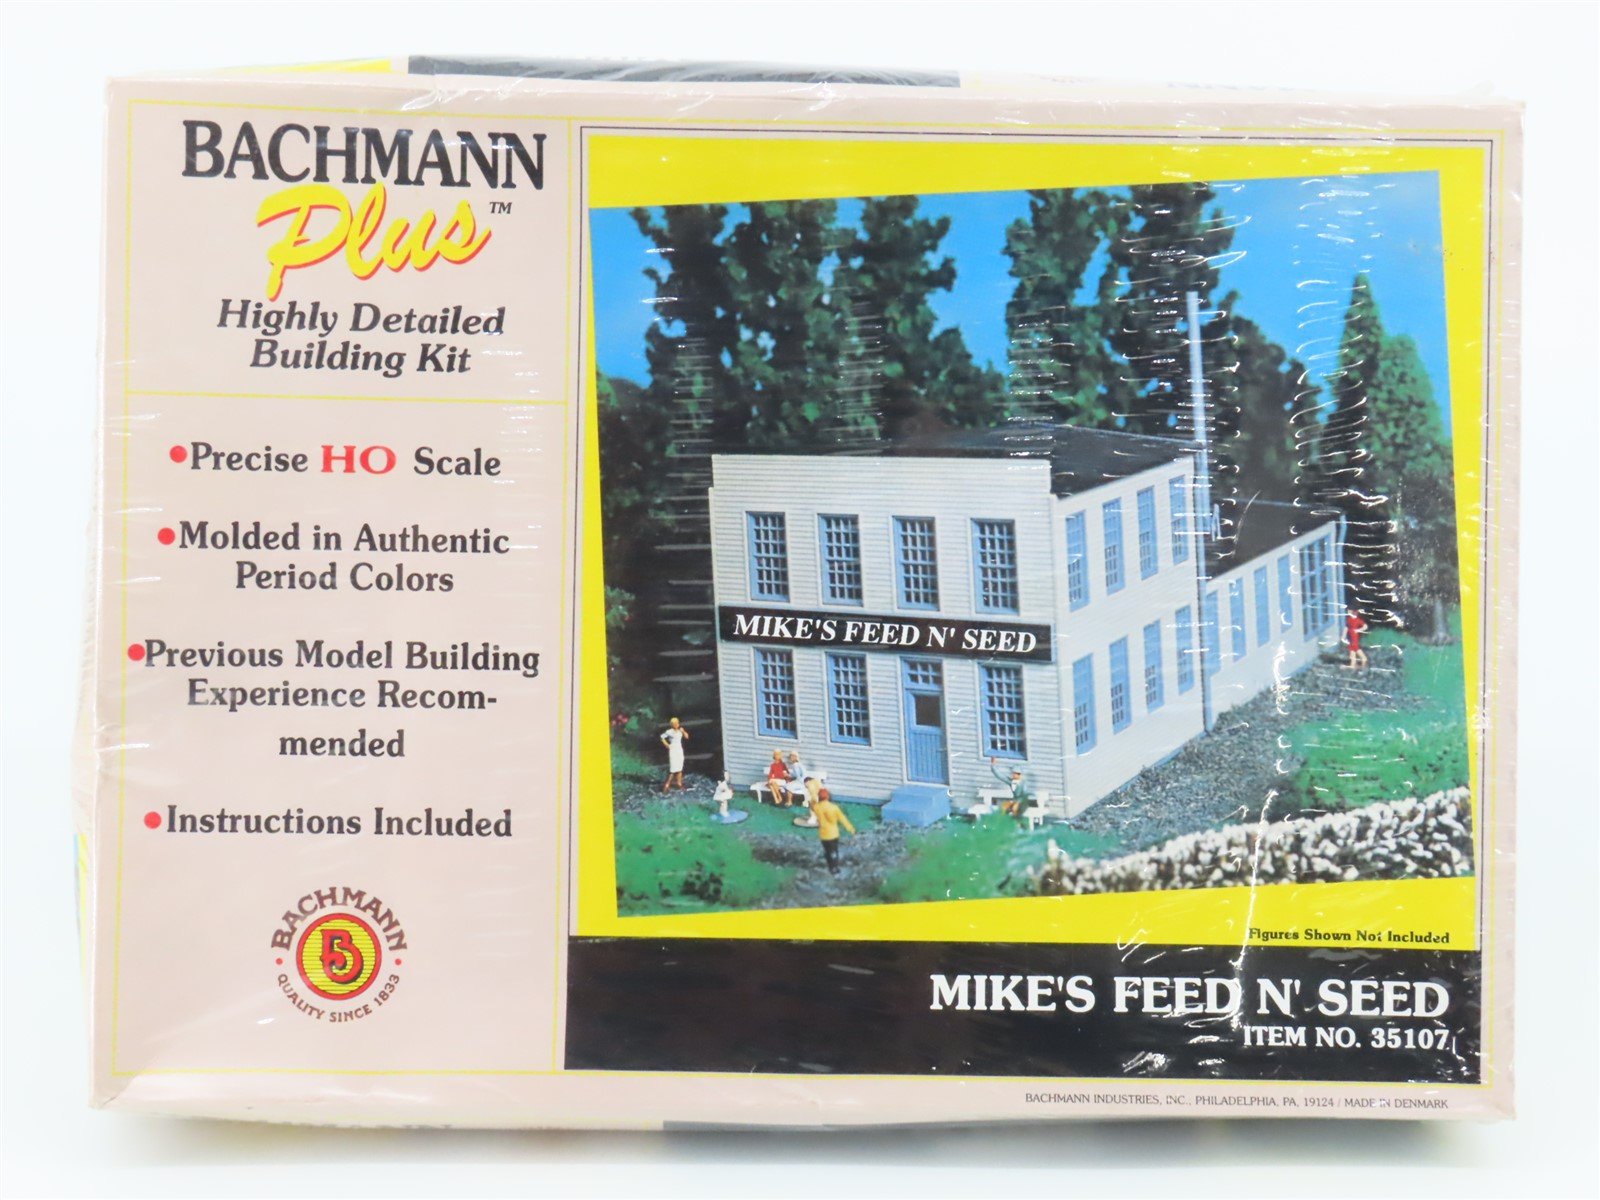 BACHMANN
Plus™
Highly Detailed
Building Kit
•Precise HO Scale
•Molded in Authentic
Period Colors
•Previous Model Building
Experience Recom-
mended
•Instructions Included
BACHMANN
B
• QUALITY SINCE 1833 •
MIKE'S FEED N' SEED
Figures Shown Not Included
MIKE'S FEED N' SEED
ITEM NO. 35107
BACHMANN INDUSTRIES, INC., PHILADELPHIA, PA. 19124 / MADE IN DENMARK